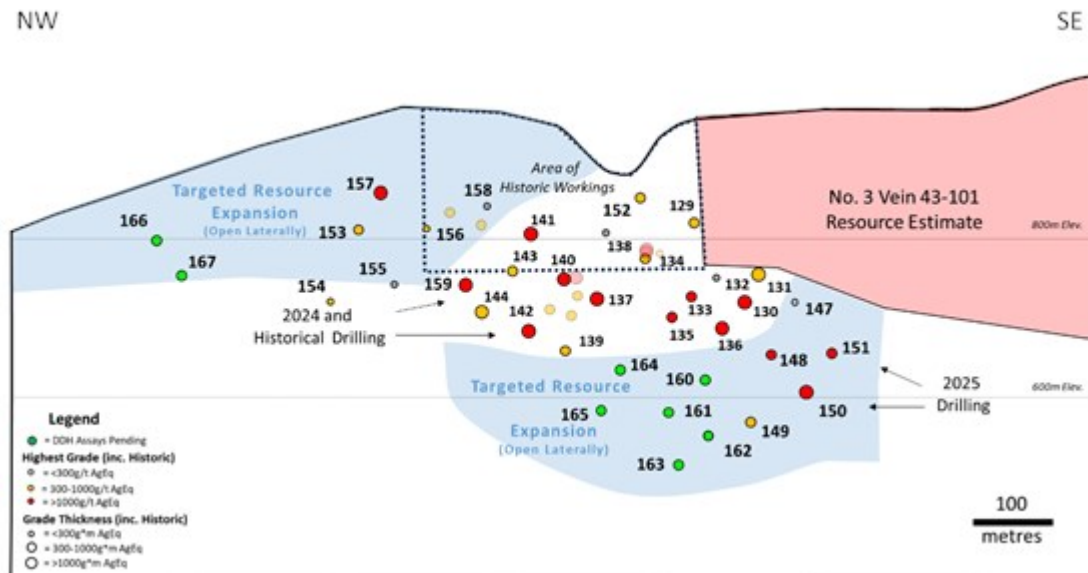 NW
SE
Area of
Historic Workings
Targeted Resource
Expansion
(Open Laterally)
No. 3 Vein 43-101
Resource Estimate
800m Elev.
157
158
152
129
166
153
156
141
138
134
167
155
143
140
132
131
154
159
144
142
137
133
130
147
2024 and
Historical Drilling
139
135
136
148
151
164
160
Targeted Resource
Expansion
(Open Laterally)
2025
Drilling
600m Elev.
165
161
150
149
162
163
Legend
= DDH Assays Pending
Highest Grade (inc. Historic)
= <300g/t AgEq
= 300-1000g/t AgEq
= >1000g/t AgEq
Grade Thickness (inc. Historic)
= <300g*m AgEq
= 300-1000g*m AgEq
= >1000g*m AgEq
100
metres